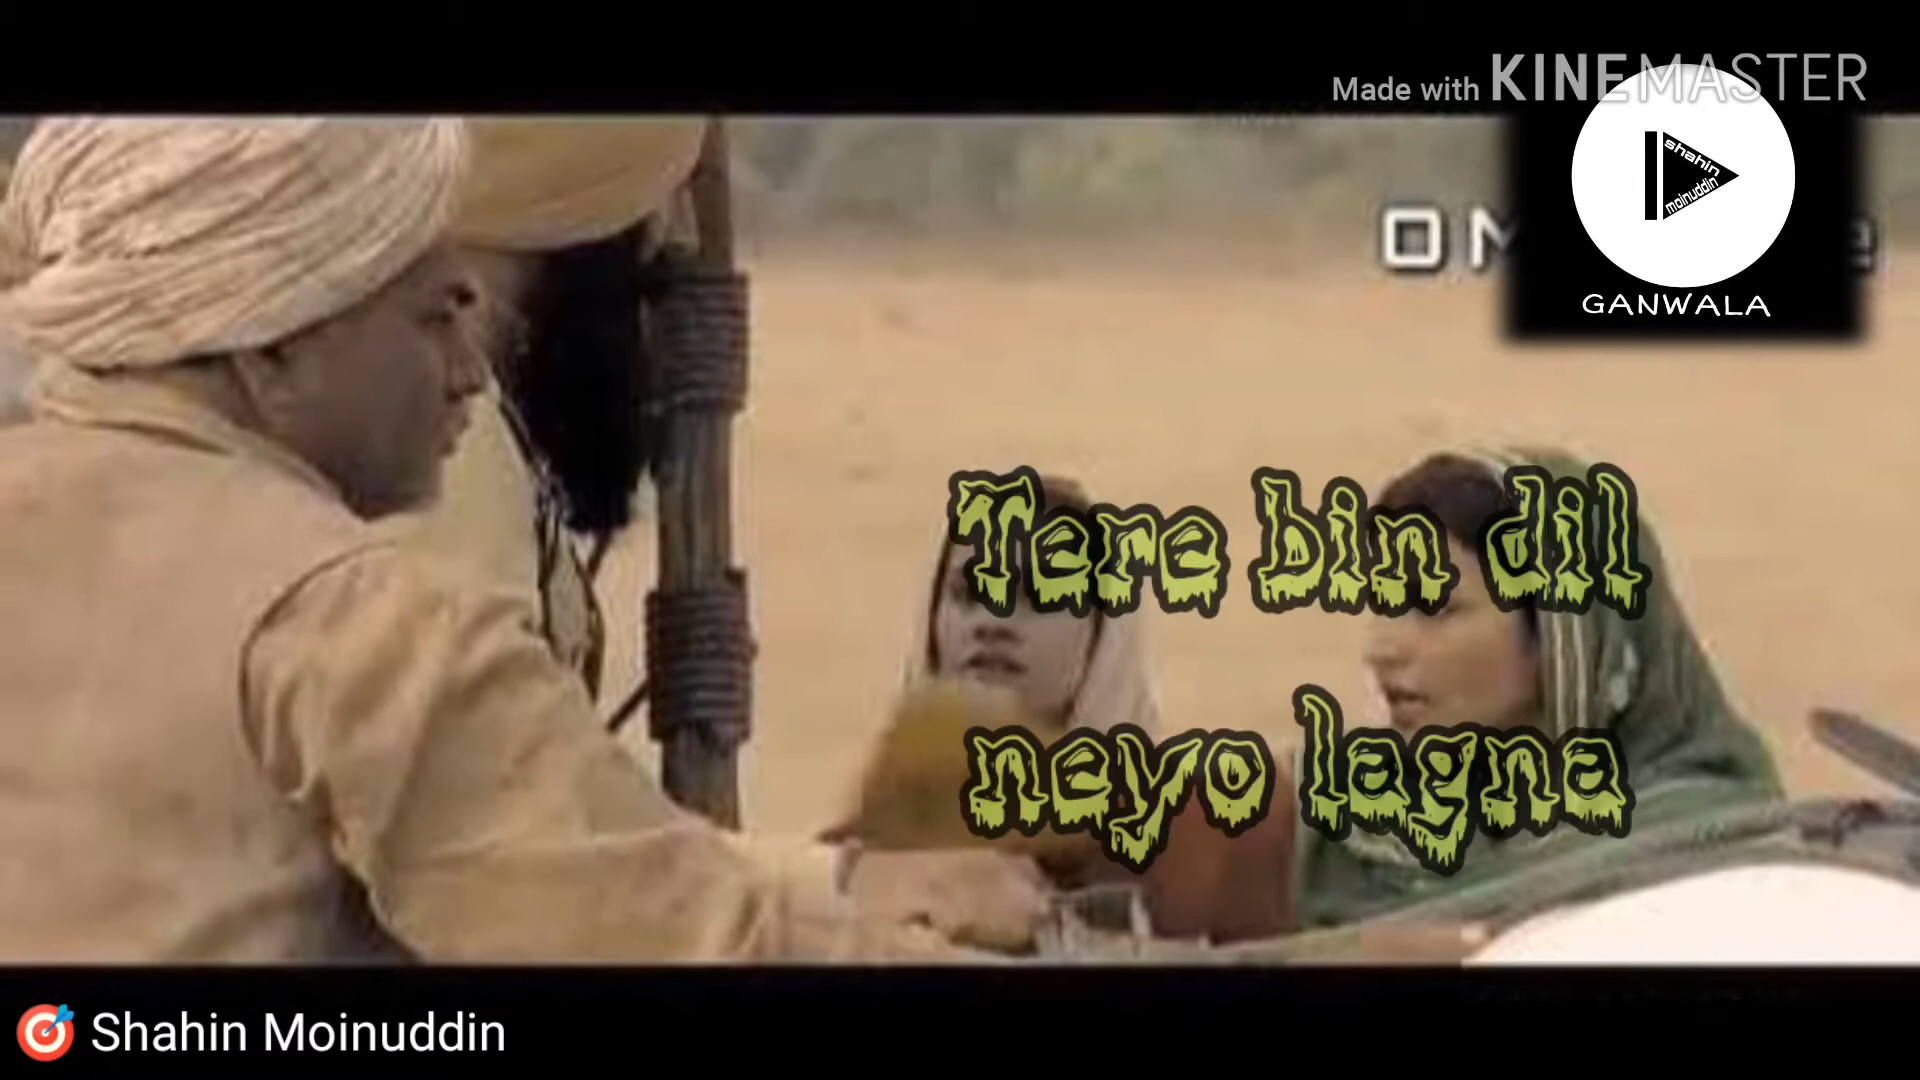 Made with KINEMASTER
shahin
moinuddin
GANWALA
Tere bin dil
neyo lagna
Shahin Moinuddin